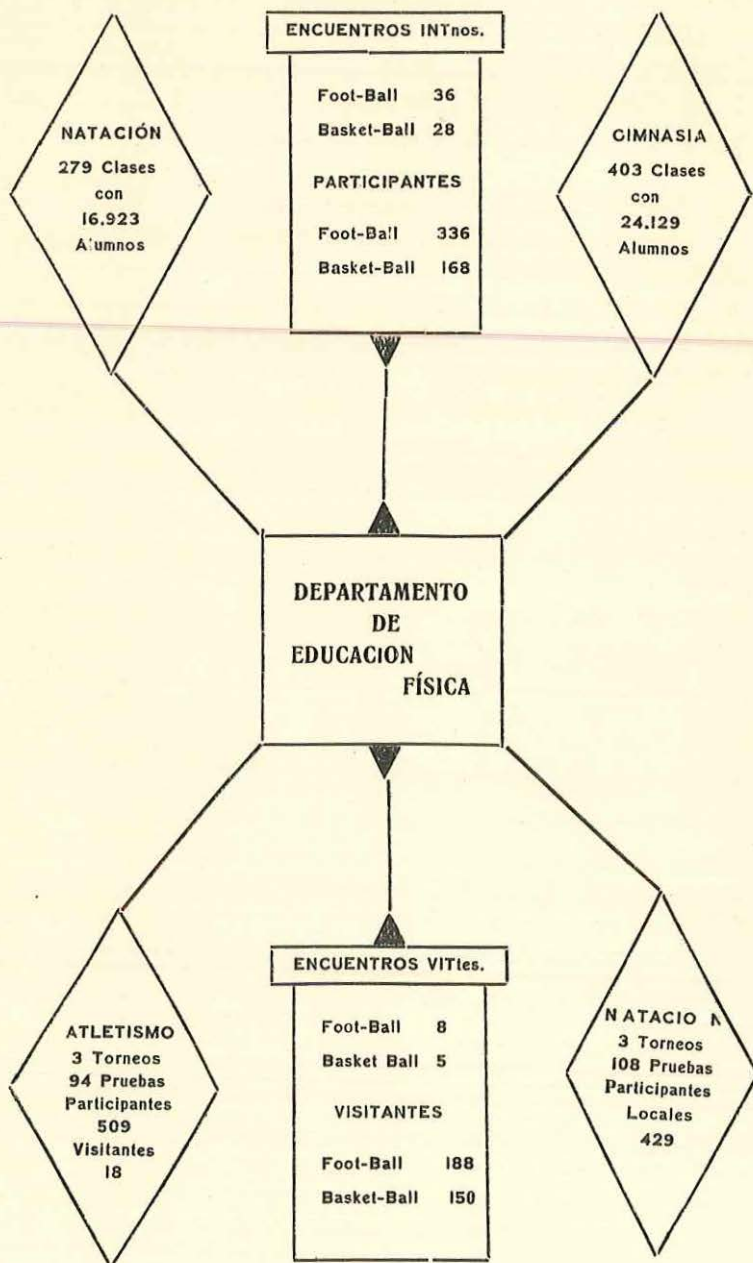 NATACIÓN
279 Clases
con
16.923
Alumnos
ENCUENTROS INTnos.
Foot-Ball 36
Basket-Ball 28
PARTICIPANTES
Foot-Ball 336
Basket-Ball 168
GIMNASIA
403 Clases
con
24.129
Alumnos
DEPARTAMENTO
DE
EDUCACION
FÍSICA
ATLETISMO
3 Torneos
94 Pruebas
Participantes
509
Visitantes
18
ENCUENTROS VITtes.
Foot-Ball 8
Basket Ball 5
VISITANTES
Foot-Ball 188
Basket-Ball 150
NATACION
3 Torneos
108 Pruebas
Participantes
Locales
429